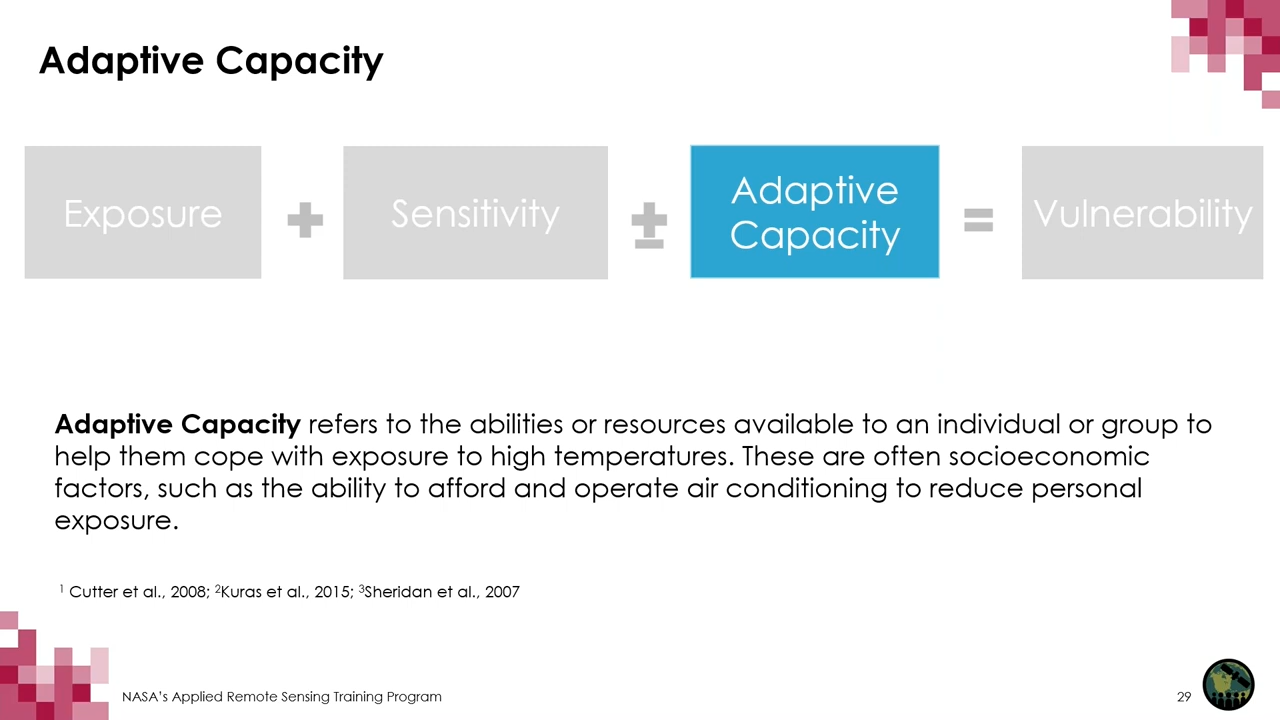 Adaptive Capacity
Exposure + Sensitivity ± Adaptive Capacity = Vulnerability
Adaptive Capacity refers to the abilities or resources available to an individual or group to
help them cope with exposure to high temperatures. These are often socioeconomic
factors, such as the ability to afford and operate air conditioning to reduce personal
exposure.
1 Cutter et al., 2008; 2Kuras et al., 2015; 3Sheridan et al., 2007
NASA's Applied Remote Sensing Training Program
29